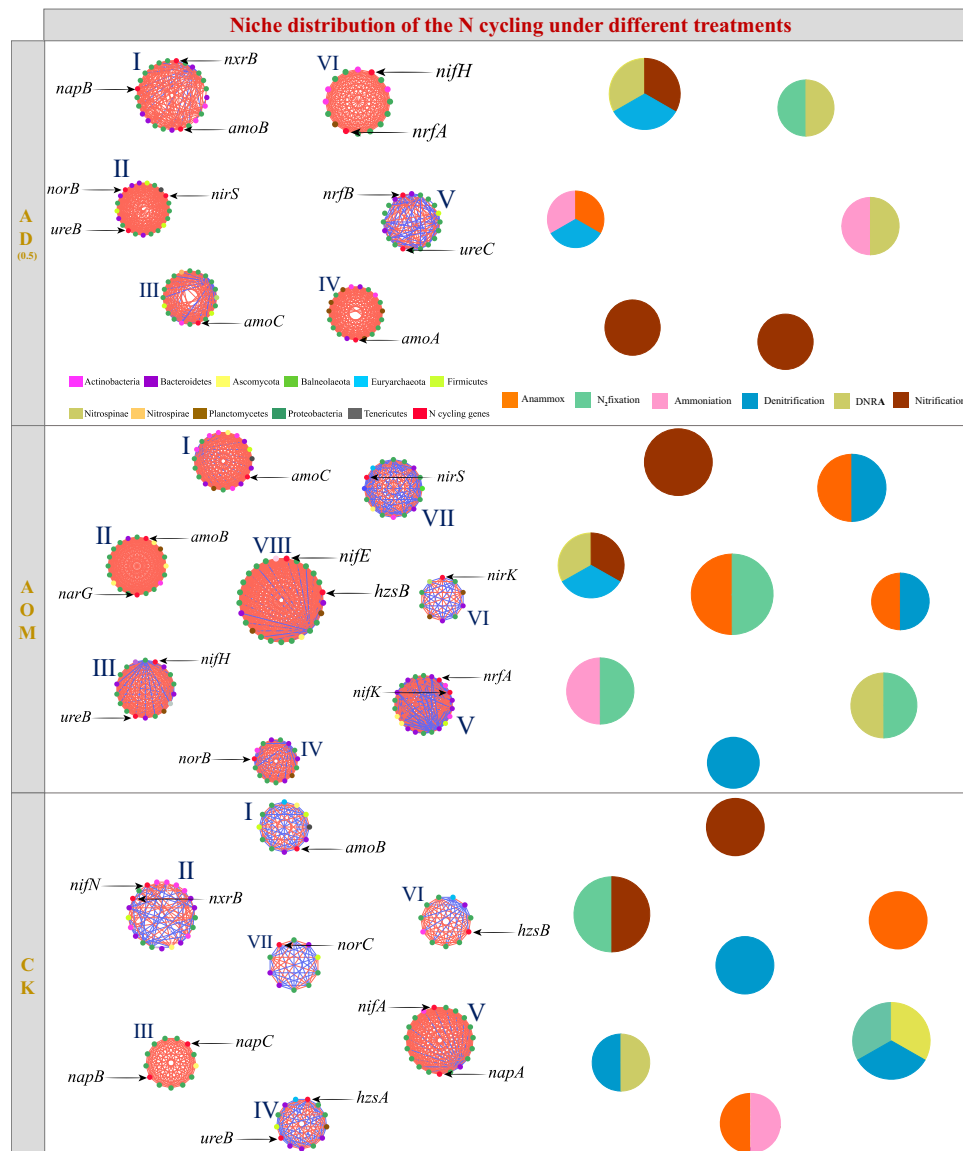 Niche distribution of the N cycling under different treatments
A
D
(0.5)
I
nxrB
napB
amoB
VI
nifH
nrfA
II
norB
nirS
ureB
nrfB
V
ureC
III
amoC
IV
amoA
Actinobacteria Bacteroidetes Ascomycota Balneolaeota Euryarchaeota Firmicutes
Nitrospinae Nitrospirae Planctomycetes Proteobacteria Tenericutes N cycling genes
Anammox N2fixation Ammoniation Denitrification DNRA Nitrification
A
O
M
I
amoC
nirS
VII
II
amoB
narG
VIII
nifE
hzsB
nirK
VI
III
nifH
ureB
nrfA
nifK
V
norB
IV
C
K
I
amoB
II
nifN
nxrB
VI
hzsB
VII
norC
III
napC
napB
nifA
V
napA
IV
hzsA
ureB